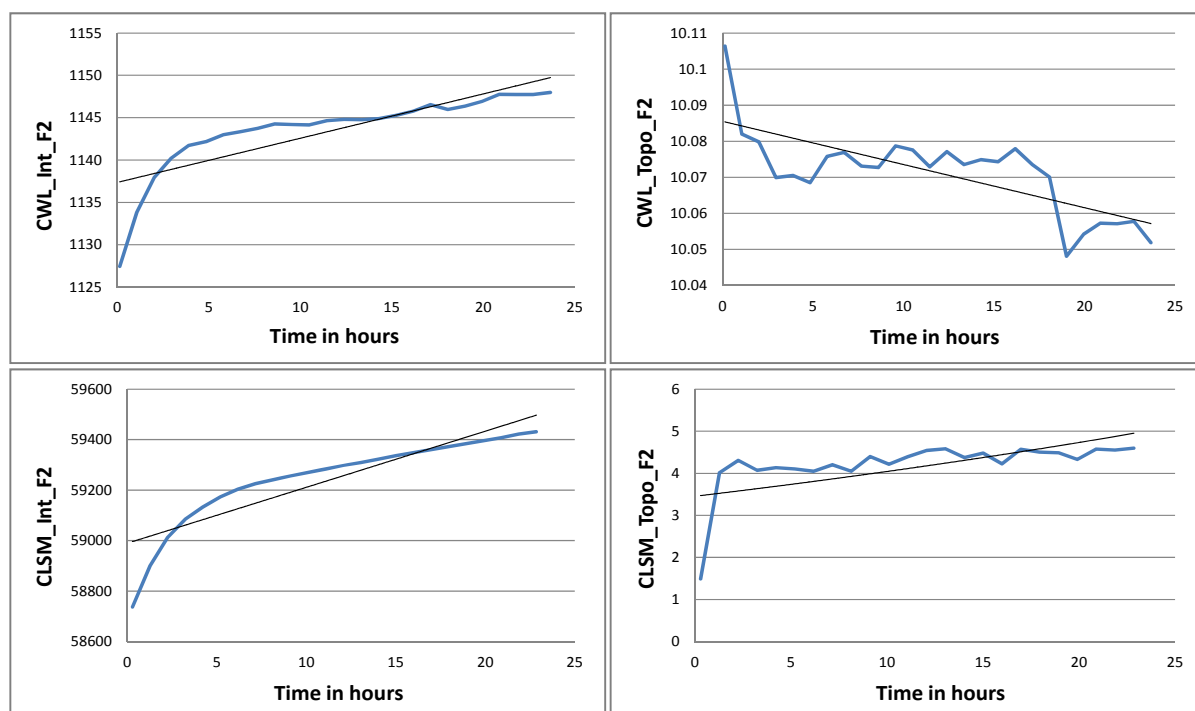 1155
1150
1145
1140
1135
1130
1125
CWL_Int_F2
0 5 10 15 20 25
Time in hours
10.11
10.1
10.09
10.08
10.07
10.06
10.05
10.04
CWL_Topo_F2
0 5 10 15 20 25
Time in hours
59600
59400
59200
59000
58800
58600
CLSM_Int_F2
0 5 10 15 20 25
Time in hours
6
5
4
3
2
1
0
CLSM_Topo_F2
0 5 10 15 20 25
Time in hours